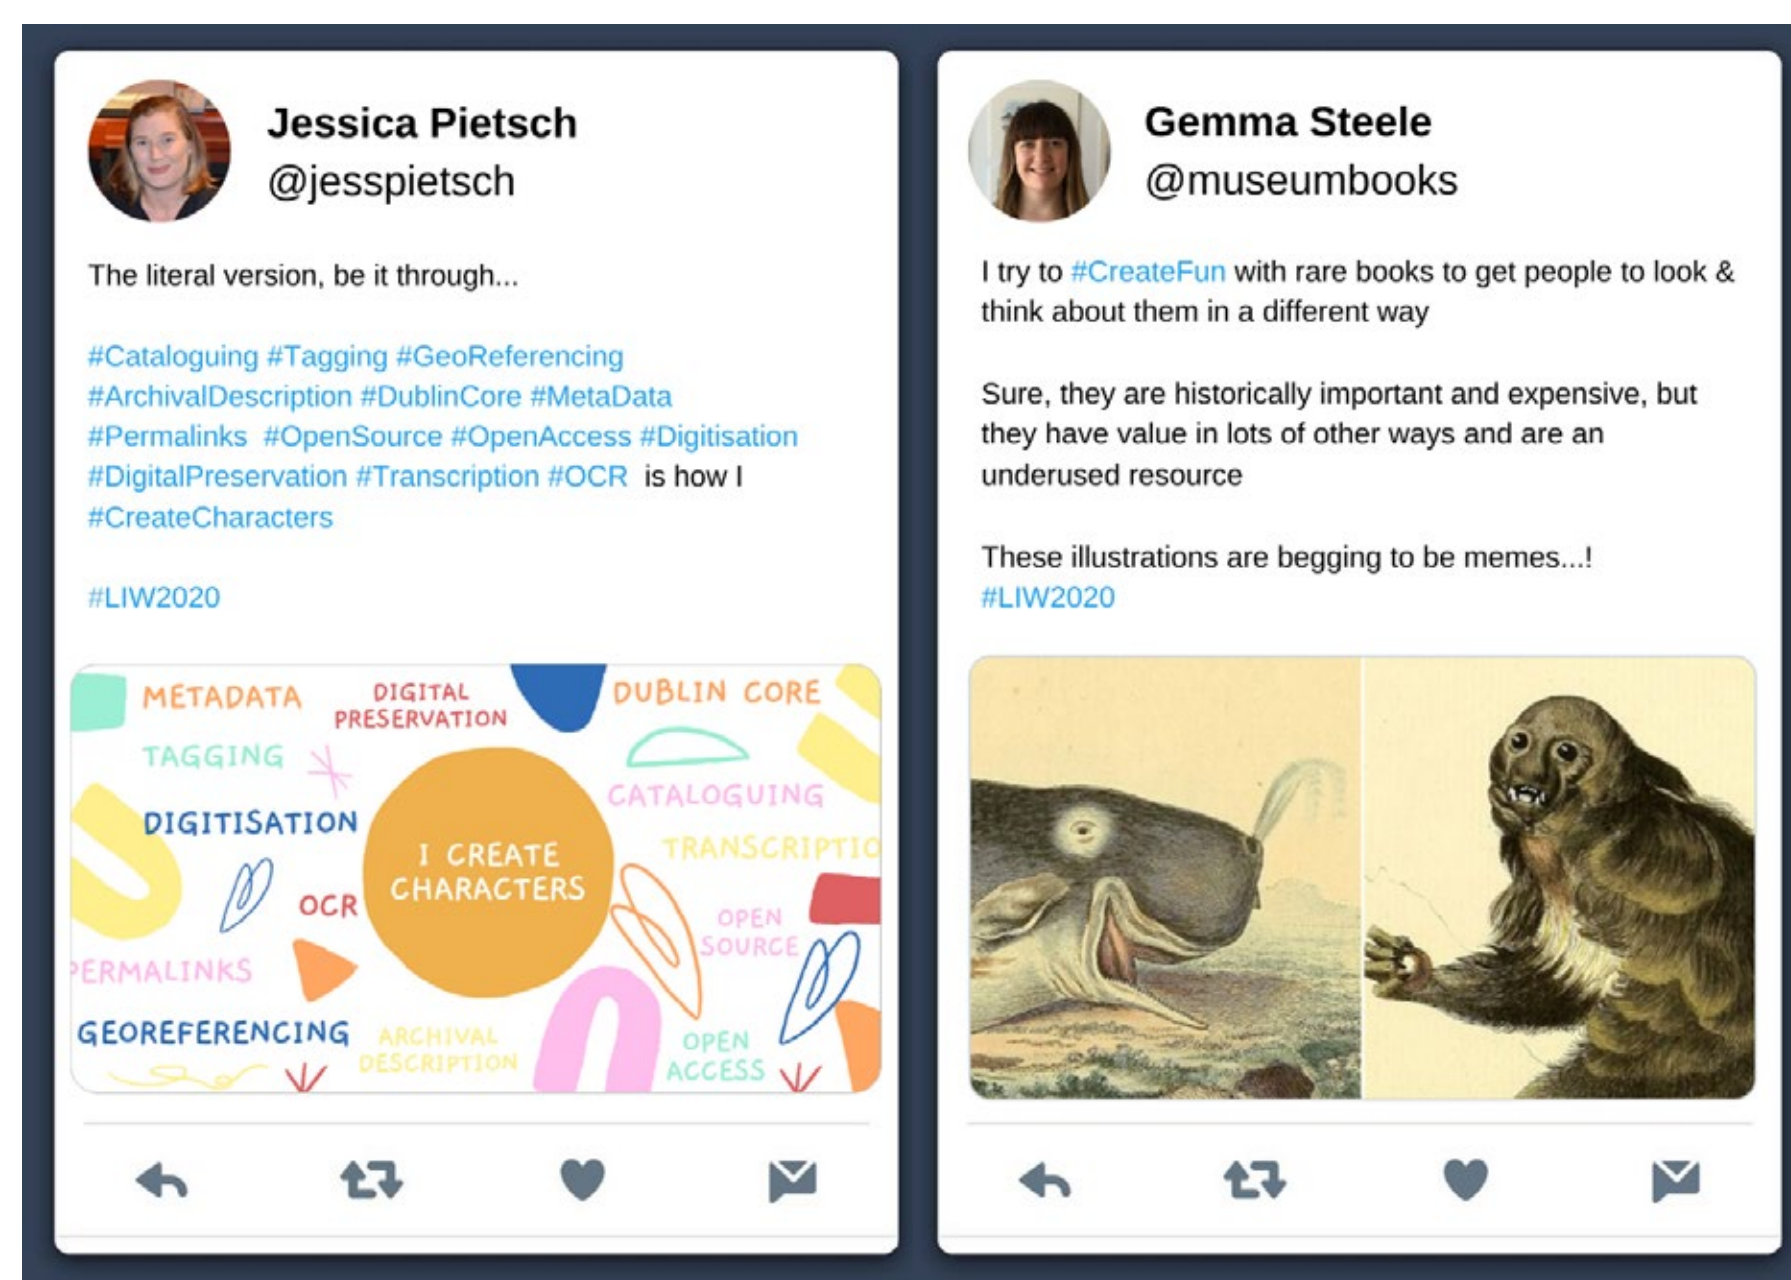 Jessica Pietsch
@jesspietsch
The literal version, be it through...
#Cataloguing #Tagging #GeoReferencing
#ArchivalDescription #DublinCore #MetaData
#Permalinks #OpenSource #OpenAccess #Digitisation
#DigitalPreservation #Transcription #OCR is how I
#CreateCharacters
#LIW2020
METADATA
DIGITAL
PRESERVATION
DUBLIN CORE
TAGGING
CATALOGUING
DIGITISATION
TRANSCRIPTIO
I CREATE
CHARACTERS
OCR
OPEN
SOURCE
PERMALINKS
GEOREFERENCING
ARCHIVAL
DESCRIPTION
OPEN
ACCESS
Gemma Steele
@museumbooks
I try to #CreateFun with rare books to get people to look &
think about them in a different way
Sure, they are historically important and expensive, but
they have value in lots of other ways and are an
underused resource
These illustrations are begging to be memes...!
#LIW2020